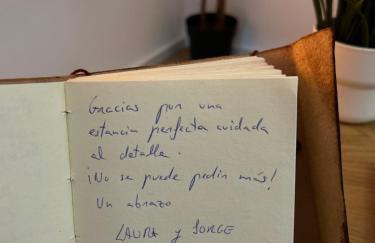 Gracias por una
estancia perfecta cuidada
al detalle.
¡No se puede pedir más!
Un abrazo
LAURA y JORGE